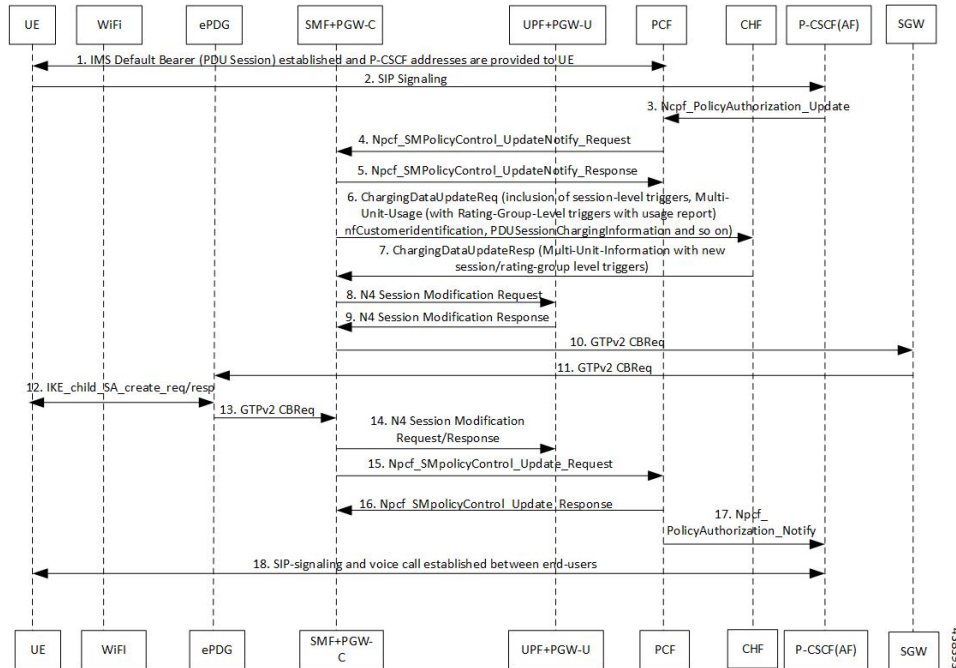 UE WiFi ePDG SMF+PGW-C UPF+PGW-U PCF CHF P-CSCF(AF) SGW
1. IMS Default Bearer (PDU Session) established and P-CSCF addresses are provided to UE
2. SIP Signaling
3. Ncpf_PolicyAuthorization_Update
4. Npcf_SMPolicyControl_UpdateNotify_Request
5. Npcf_SMPolicyControl_UpdateNotify_Response
6. ChargingDataUpdateReq (inclusion of session-level triggers, Multi-
Unit-Usage (with Rating-Group-Level triggers with usage report)
nfCustomeridentification, PDUSessionChargingInformation and so on)
7. ChargingDataUpdateResp (Multi-Unit-Information with new
session/rating-group level triggers)
8. N4 Session Modification Request
9. N4 Session Modification Response
10. GTPv2 CBReq
11. GTPv2 CBReq
12. IKE_child_SA_create_req/resp
13. GTPv2 CBReq
14. N4 Session Modification
Request/Response
15. Npcf_SMpolicyControl_Update_Request
16. Npcf_SMpolicyControl_Update_Response
17. Npcf_
PolicyAuthorization_Notify
18. SIP-signaling and voice call established between end-users
UE WiFI ePDG SMF+PGW-
C UPF+PGW-U PCF CHF P-CSCF(AF) SGW